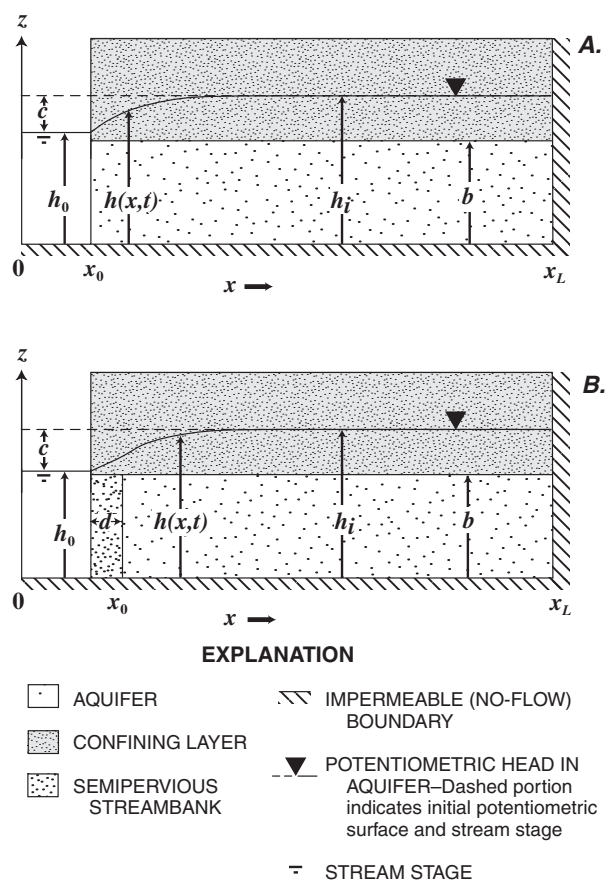 z
A.
c
h0
h(x,t)
hi
b
0
x0
x
xL
z
B.
c
h0
d
h(x,t)
hi
b
0
x0
x
xL
EXPLANATION
AQUIFER
CONFINING LAYER
SEMIPERVIOUS
STREAMBANK
IMPERMEABLE (NO-FLOW)
BOUNDARY
POTENTIOMETRIC HEAD IN
AQUIFER–Dashed portion
indicates initial potentiometric
surface and stream stage
STREAM STAGE